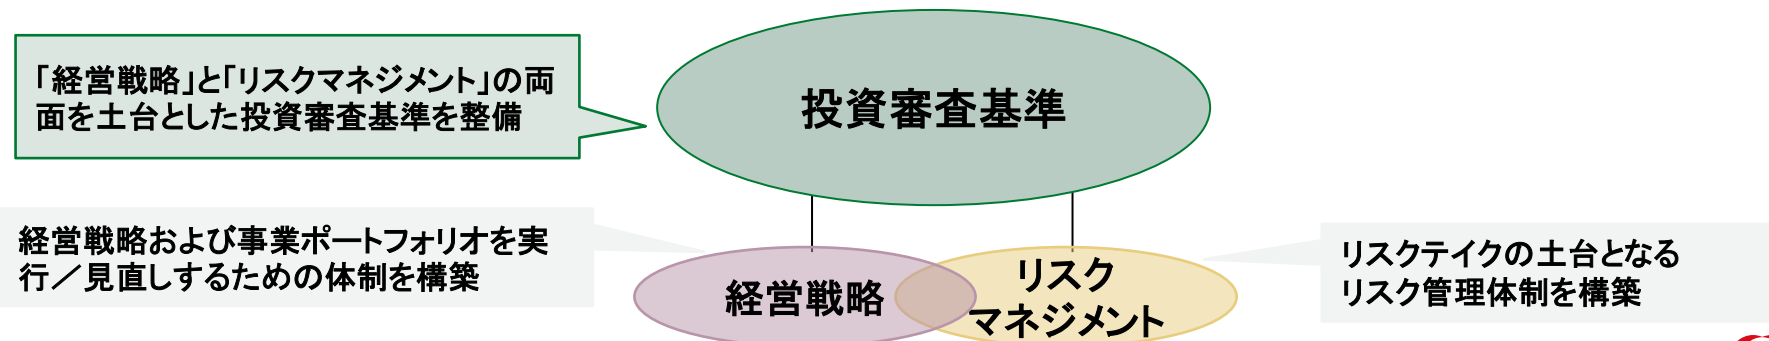 「経営戦略」と「リスクマネジメント」の両
面を土台とした投資審査基準を整備
投資審査基準
経営戦略および事業ポートフォリオを実
行／見直しするための体制を構築
経営戦略
リスク
マネジメント
リスクテイクの土台となる
リスク管理体制を構築